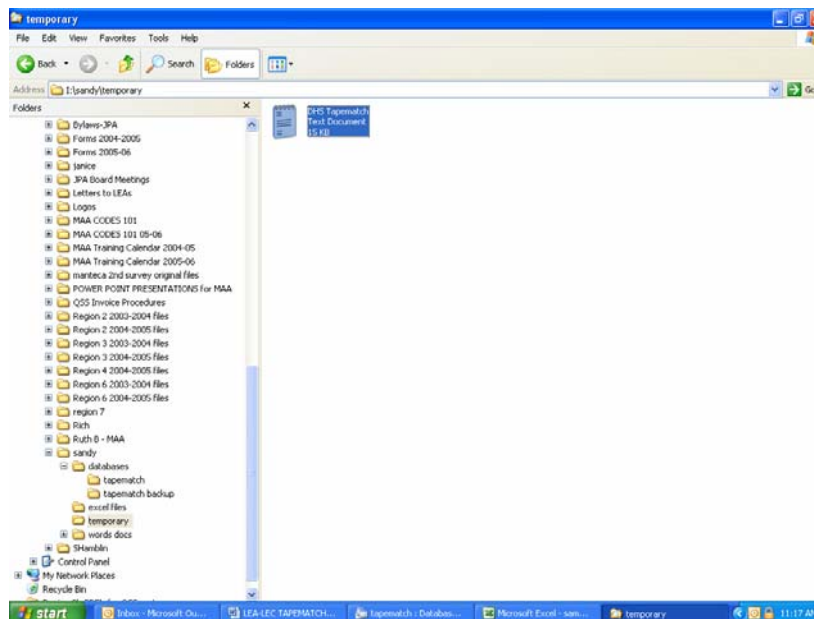 temporary
File Edit View Favorites Tools Help
Back Search Folders
Address I:\sandy\temporary Go
Folders
Bylaws-JPA
Forms 2004-2005
Forms 2005-06
janice
JPA Board Meetings
Letters to LEAs
Logos
MAA CODES 101
MAA CODES 101 05-06
MAA Training Calendar 2004-05
MAA Training Calendar 2005-06
manteca 2nd survey original files
POWER POINT PRESENTATIONS for MAA
QSS Invoice Procedures
Region 2 2003-2004 files
Region 2 2004-2005 files
Region 3 2003-2004 files
Region 3 2004-2005 files
Region 4 2004-2005 files
Region 6 2003-2004 files
Region 6 2004-2005 files
region 7
Rich
Ruth B - MAA
sandy
databases
tapematch
tapematch backup
excel files
temporary
words docs
SHamblin
Control Panel
My Network Places
Recycle Bin
DHS Tapematch
Text Document
15 KB
start Inbox - Microsoft Ou... LEA-LEC TAPEMATCH... tapematch : Databas... Microsoft Excel - sam... temporary 11:17 AM